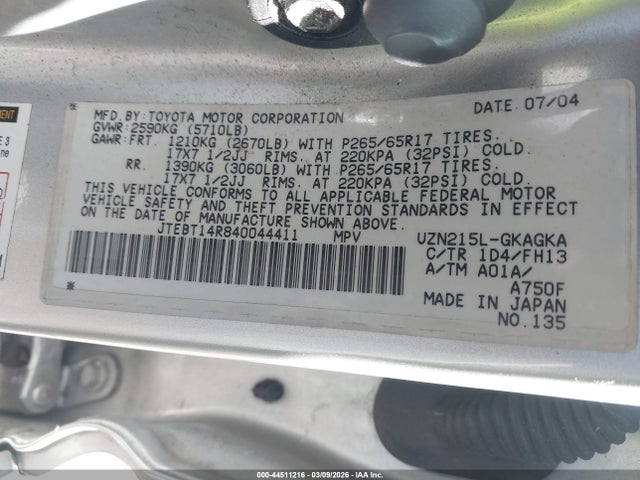 MFD. BY: TOYOTA MOTOR CORPORATION DATE 07/04
GVWR: 2590KG (5710LB)
GAWR: FRT. 1210KG (2670LB) WITH P265/65R17 TIRES.
17X7 1/2JJ RIMS. AT 220KPA (32PSI) COLD.
RR. 1390KG (3060LB) WITH P265/65R17 TIRES.
17X7 1/2JJ RIMS. AT 220KPA (32PSI) COLD.
THIS VEHICLE CONFORMS TO ALL APPLICABLE FEDERAL MOTOR
VEHICLE SAFETY AND THEFT PREVENTION STANDARDS IN EFFECT
ON THE DATE OF MANUFACTURE SHOWN ABOVE.
JTEBT14R840044411 MPV UZN215L-GKAGKA
C/TR 1D4/FH13
A/TM A01A/
A750F
MADE IN JAPAN
NO.135
000-44511216 - 03/09/2026 - IAA Inc.